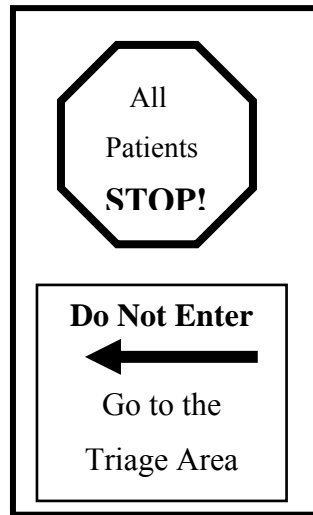 All
Patients
STOP!
Do Not Enter
Go to the
Triage Area